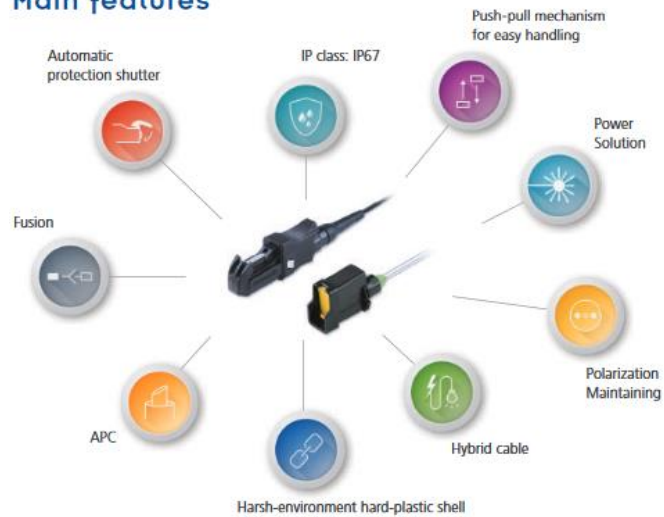 Main features
Push-pull mechanism
for easy handling
Automatic
protection shutter
IP class: IP67
Power
Solution
Fusion
Polarization
Maintaining
APC
Hybrid cable
Harsh-environment hard-plastic shell